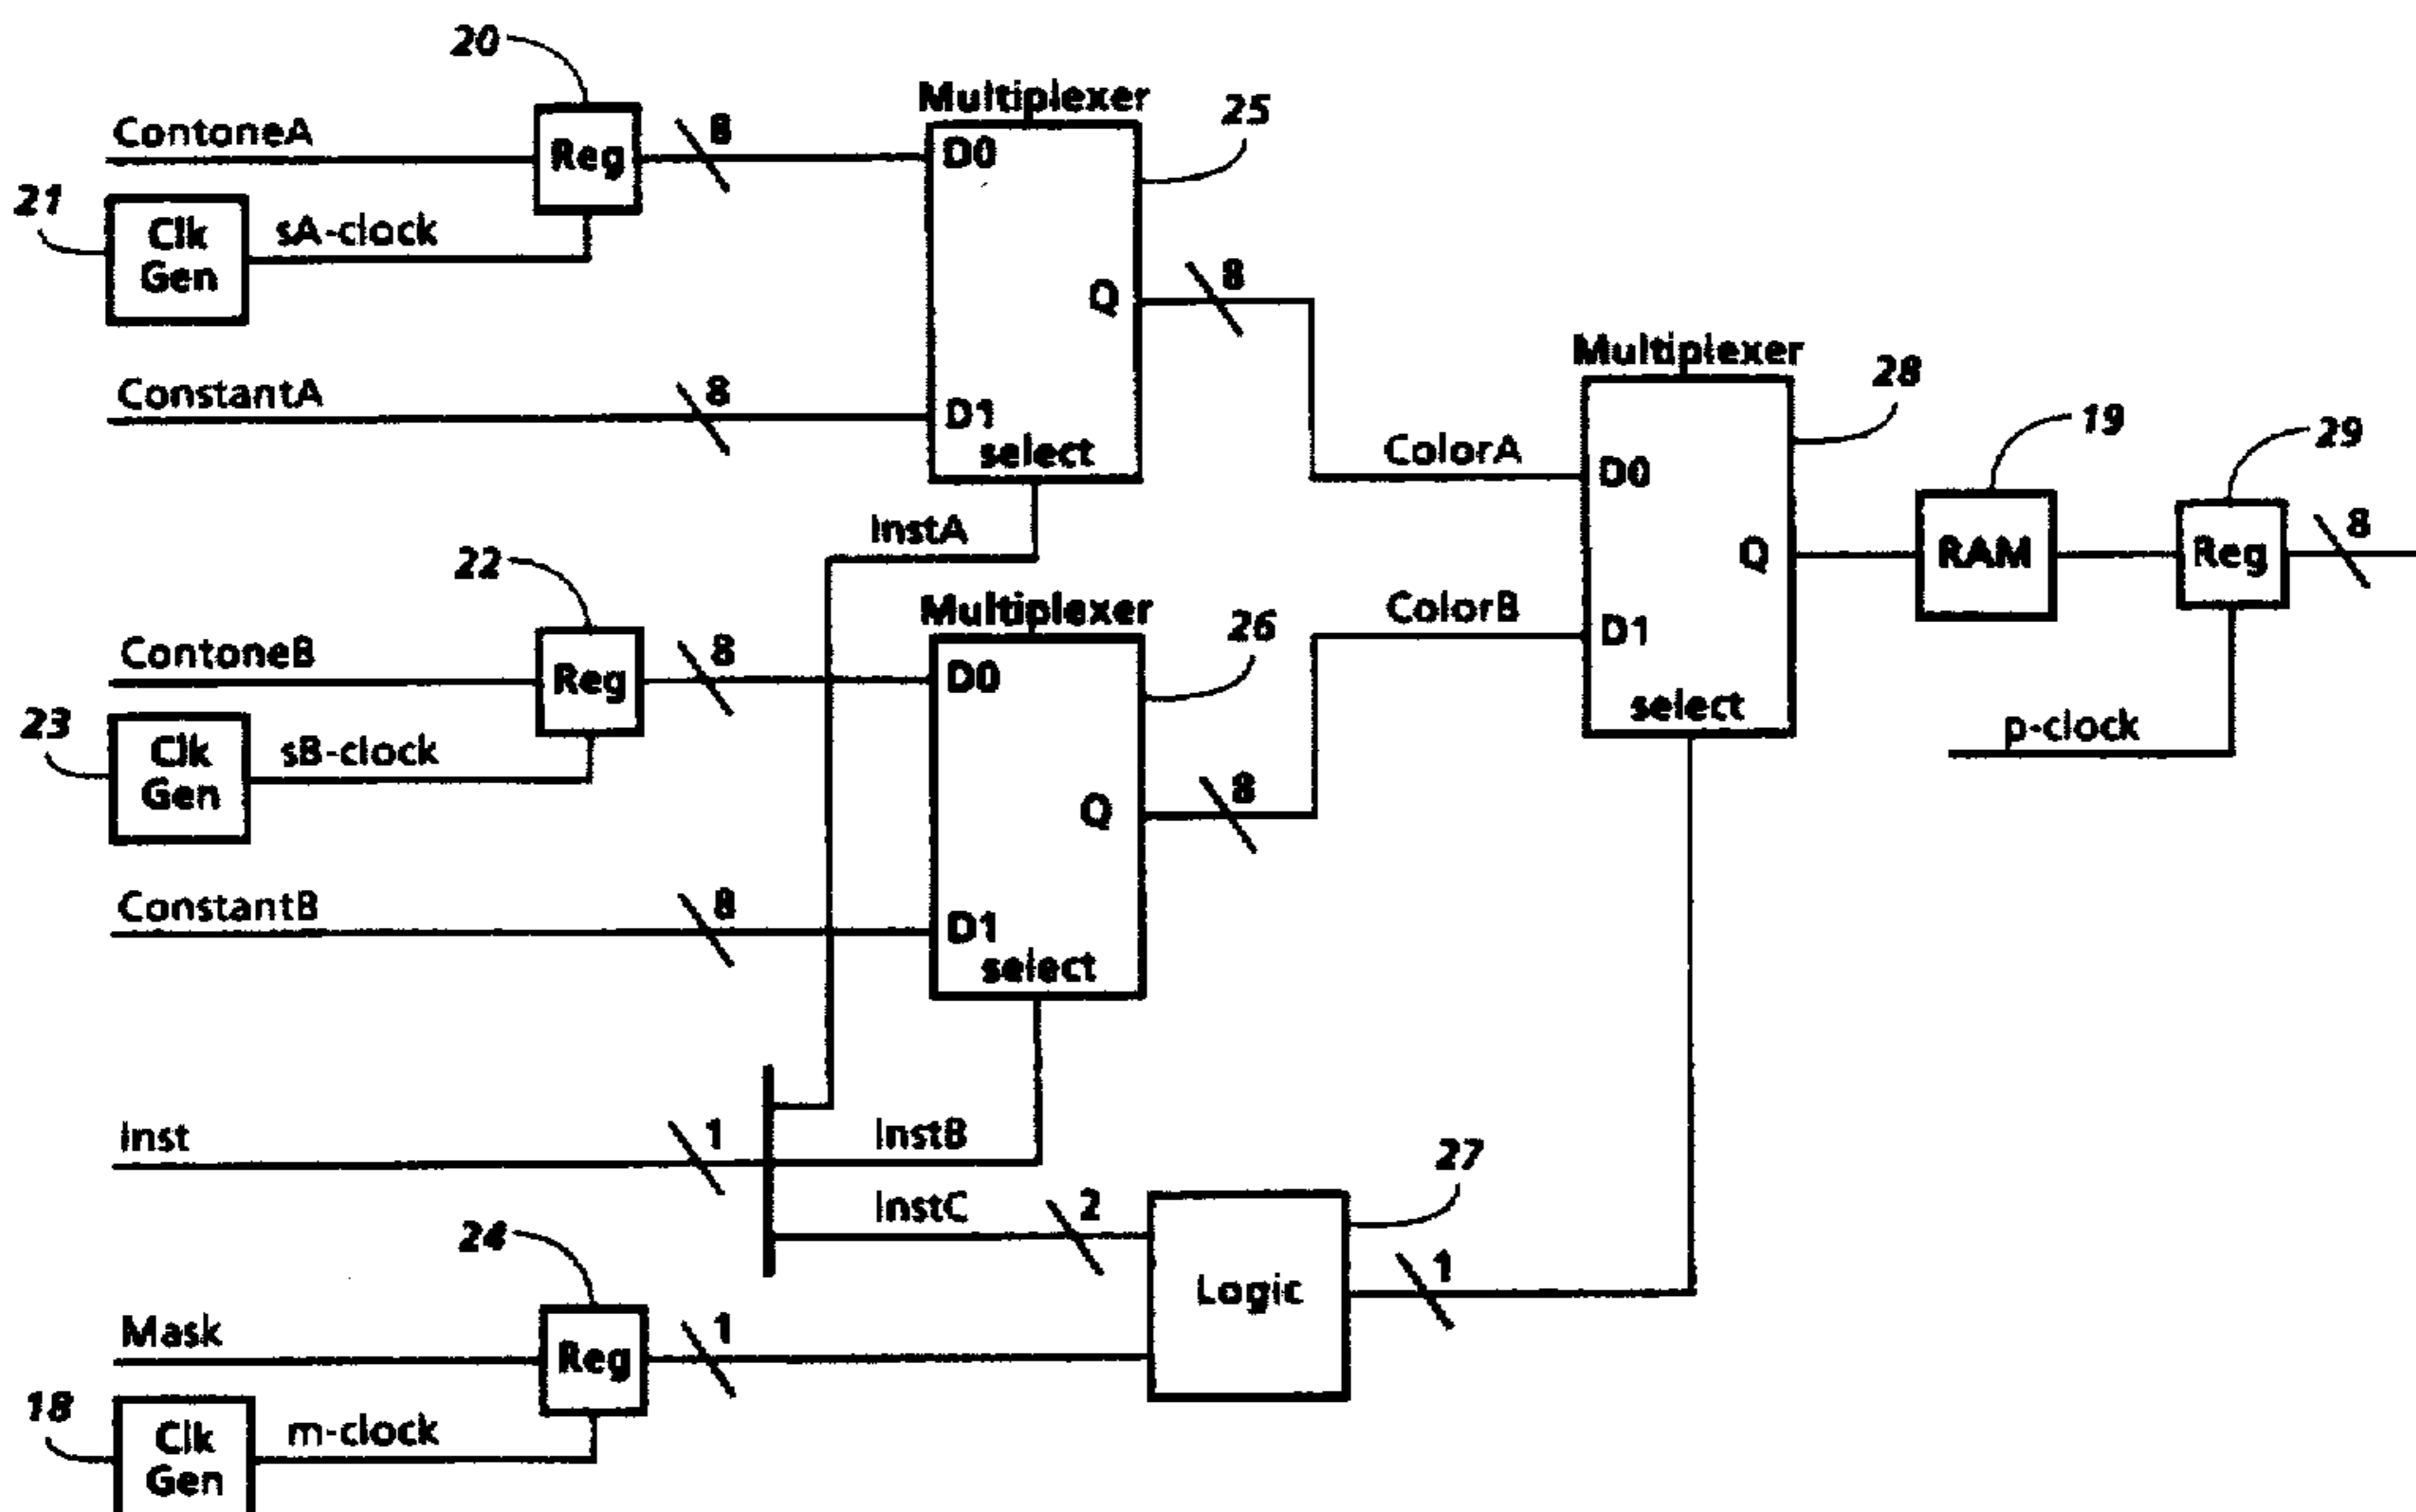 20
ContoneA
Reg
8
Multiplexer
25
D0
21
Clk
Gen
sA-clock
Q
8
ConstantA
8
D1
select
Multiplexer
28
ColorA
D0
19
29
InstA
22
Q
RAM
Reg
8
Multiplexer
26
ColorB
D1
ContoneB
Reg
8
D0
select
p-clock
23
Clk
Gen
sB-clock
Q
8
ConstantB
8
D1
select
Inst
1
InstB
27
InstC
2
24
Logic
1
Mask
Reg
1
18
Clk
Gen
m-clock